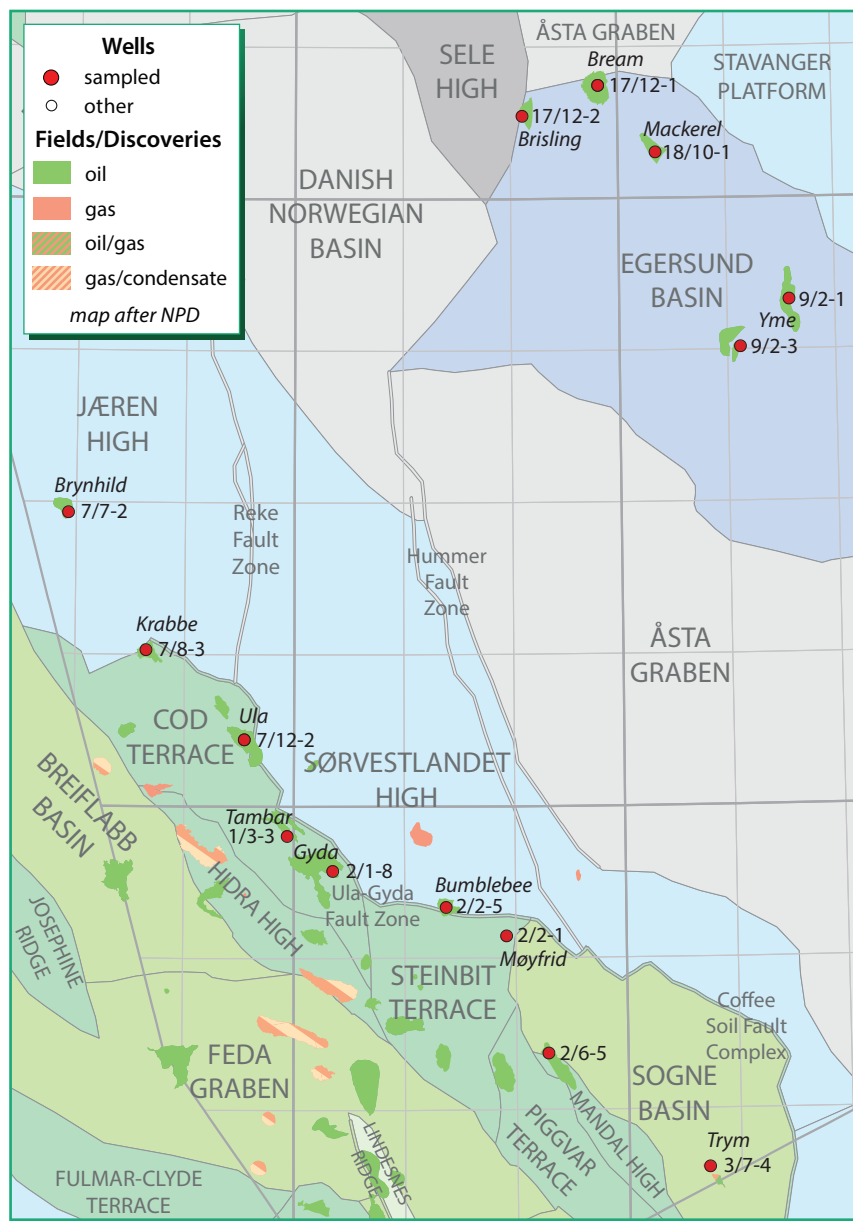 Wells
sampled
other
Fields/Discoveries
oil
gas
oil/gas
gas/condensate
map after NPD
SELE
HIGH
ÅSTA GRABEN
Bream
17/12-1
STAVANGER
PLATFORM
17/12-2
Brisling
Mackerel
18/10-1
DANISH
NORWEGIAN
BASIN
EGERSUND
BASIN
9/2-1
Yme
9/2-3
JÆREN
HIGH
Brynhild
7/7-2
Reke
Fault
Zone
Hummer
Fault
Zone
Krabbe
7/8-3
ÅSTA
GRABEN
COD
TERRACE
Ula
7/12-2
SØRVESTLANDET
HIGH
BREIFLABB
BASIN
Tambar
1/3-3
Gyda
2/1-8
Ula-Gyda
Fault Zone
HIDRA HIGH
Bumblebee
2/2-5
2/2-1
Møyfrid
JOSEPHINE
RIDGE
STEINBIT
TERRACE
Coffee
Soil Fault
Complex
FEDA
GRABEN
2/6-5
SOGNE
BASIN
MANDAL HIGH
PIGGVAR
TERRACE
LINDESNES
RIDGE
Trym
3/7-4
FULMAR-CLYDE
TERRACE